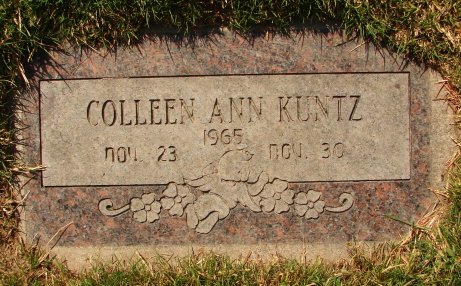 COLLEEN ANN KUNTZ
1965
NOV. 23 NOV. 30